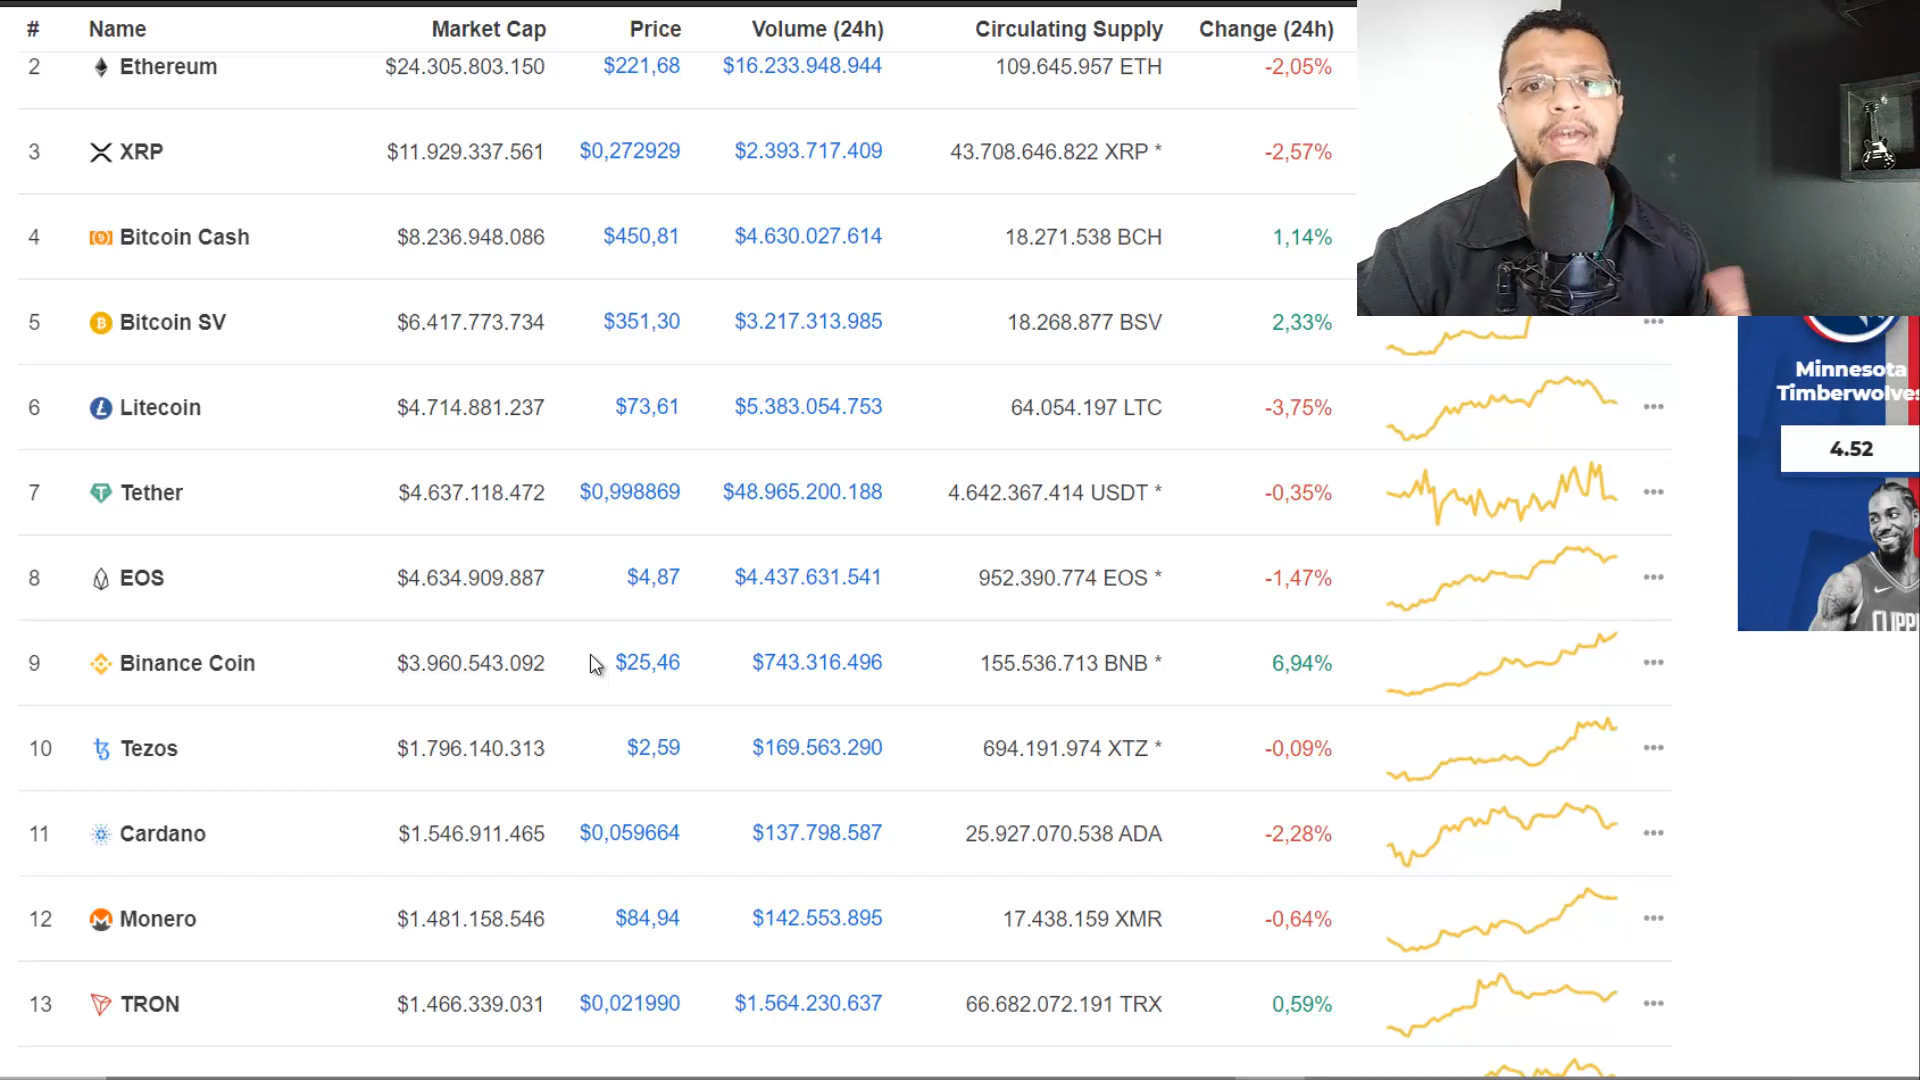 # Name Market Cap Price Volume (24h) Circulating Supply Change (24h)
2 Ethereum $24.305.803.150 $221,68 $16.233.948.944 109.645.957 ETH -2,05%
3 XRP $11.929.337.561 $0,272929 $2.393.717.409 43.708.646.822 XRP * -2,57%
4 Bitcoin Cash $8.236.948.086 $450,81 $4.630.027.614 18.271.538 BCH 1,14%
5 Bitcoin SV $6.417.773.734 $351,30 $3.217.313.985 18.268.877 BSV 2,33%
6 Litecoin $4.714.881.237 $73,61 $5.383.054.753 64.054.197 LTC -3,75%
7 Tether $4.637.118.472 $0,998869 $48.965.200.188 4.642.367.414 USDT * -0,35%
8 EOS $4.634.909.887 $4,87 $4.437.631.541 952.390.774 EOS * -1,47%
9 Binance Coin $3.960.543.092 $25,46 $743.316.496 155.536.713 BNB * 6,94%
10 Tezos $1.796.140.313 $2,59 $169.563.290 694.191.974 XTZ * -0,09%
11 Cardano $1.546.911.465 $0,059664 $137.798.587 25.927.070.538 ADA -2,28%
12 Monero $1.481.158.546 $84,94 $142.553.895 17.438.159 XMR -0,64%
13 TRON $1.466.339.031 $0,021990 $1.564.230.637 66.682.072.191 TRX 0,59%
Minnesota
Timberwolves
4.52
CLIPP